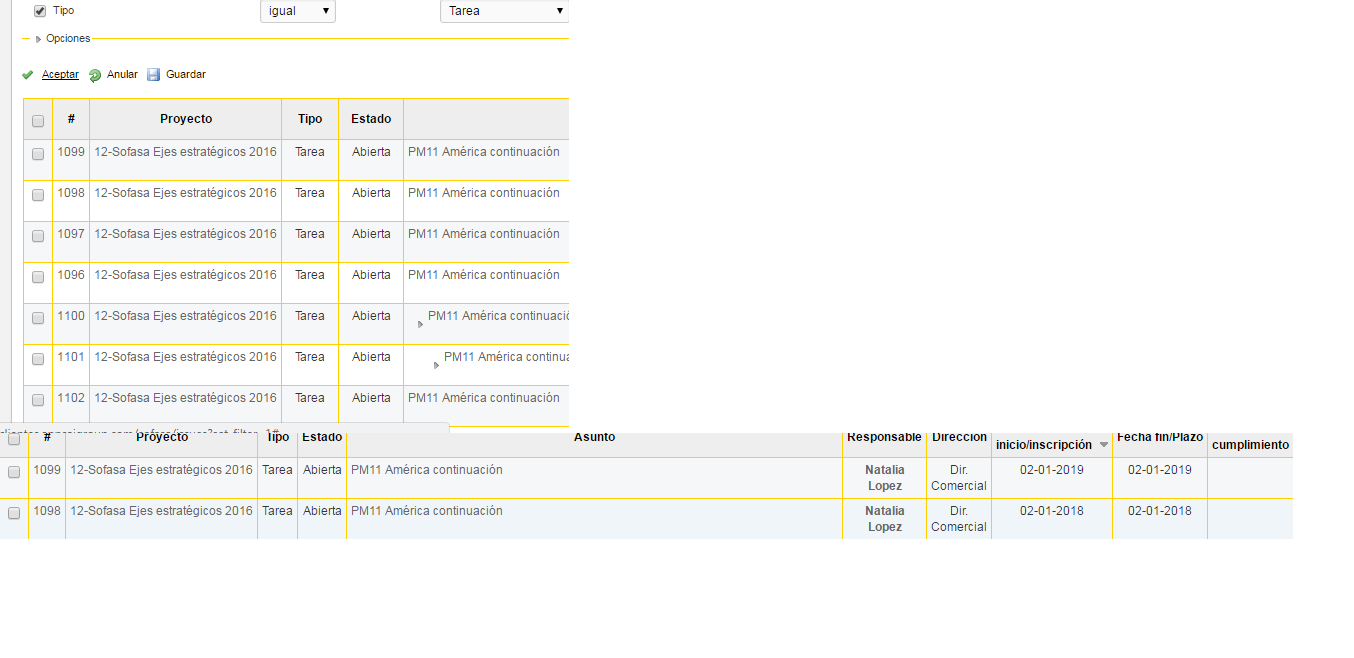 Tipo igual Tarea
Opciones
Aceptar Anular Guardar
# Proyecto Tipo Estado
1099 12-Sofasa Ejes estratégicos 2016 Tarea Abierta PM11 América continuación
1098 12-Sofasa Ejes estratégicos 2016 Tarea Abierta PM11 América continuación
1097 12-Sofasa Ejes estratégicos 2016 Tarea Abierta PM11 América continuación
1096 12-Sofasa Ejes estratégicos 2016 Tarea Abierta PM11 América continuación
1100 12-Sofasa Ejes estratégicos 2016 Tarea Abierta PM11 América continuació
1101 12-Sofasa Ejes estratégicos 2016 Tarea Abierta PM11 América continua
1102 12-Sofasa Ejes estratégicos 2016 Tarea Abierta PM11 América continuación
# Proyecto Tipo Estado Asunto Responsable Dirección Fecha fin/Plazo
inicio/inscripción cumplimiento
1099 12-Sofasa Ejes estratégicos 2016 Tarea Abierta PM11 América continuación Natalia Dir. 02-01-2019 02-01-2019
Lopez Comercial
1098 12-Sofasa Ejes estratégicos 2016 Tarea Abierta PM11 América continuación Natalia Dir. 02-01-2018 02-01-2018
Lopez Comercial